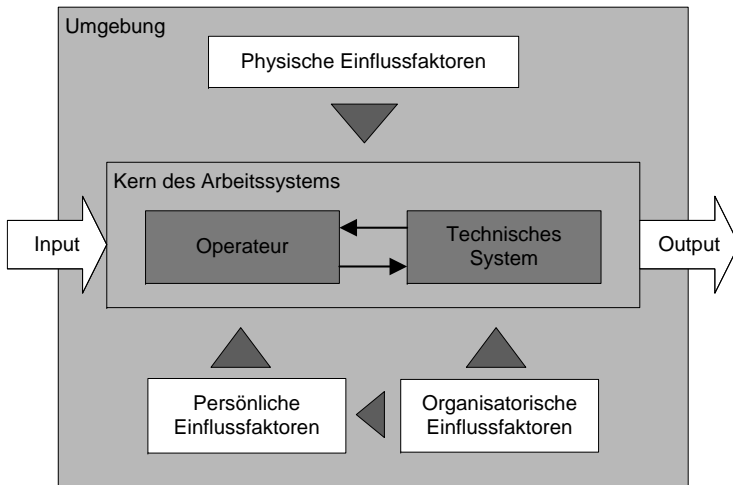 Umgebung
Physische Einflussfaktoren
Kern des Arbeitssystems
Input
Operateur
Technisches
System
Output
Persönliche
Einflussfaktoren
Organisatorische
Einflussfaktoren